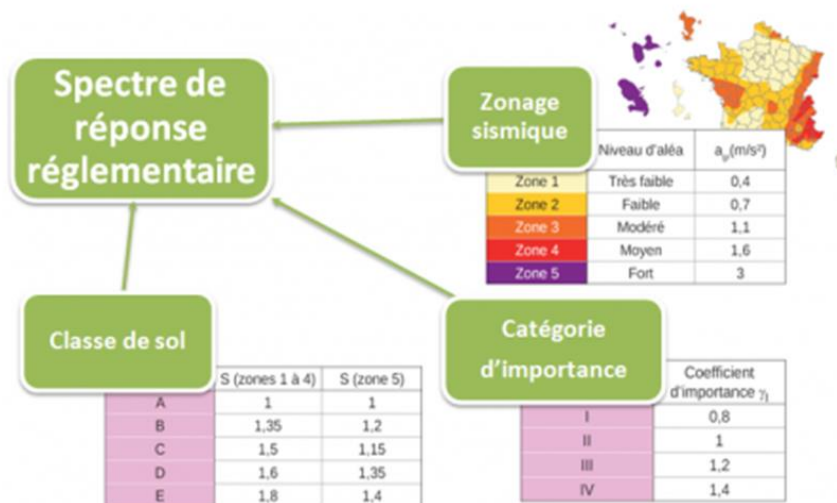 Spectre de
réponse
réglementaire
Zonage
sismique
Niveau d'aléa agr(m/s²)
Zone 1 Très faible 0,4
Zone 2 Faible 0,7
Zone 3 Modéré 1,1
Zone 4 Moyen 1,6
Zone 5 Fort 3
Classe de sol
S (zones 1 à 4) S (zone 5)
A 1 1
B 1,35 1,2
C 1,5 1,15
D 1,6 1,35
E 1,8 1,4
Catégorie
d'importance
Coefficient
d'importance γI
I 0,8
II 1
III 1,2
IV 1,4